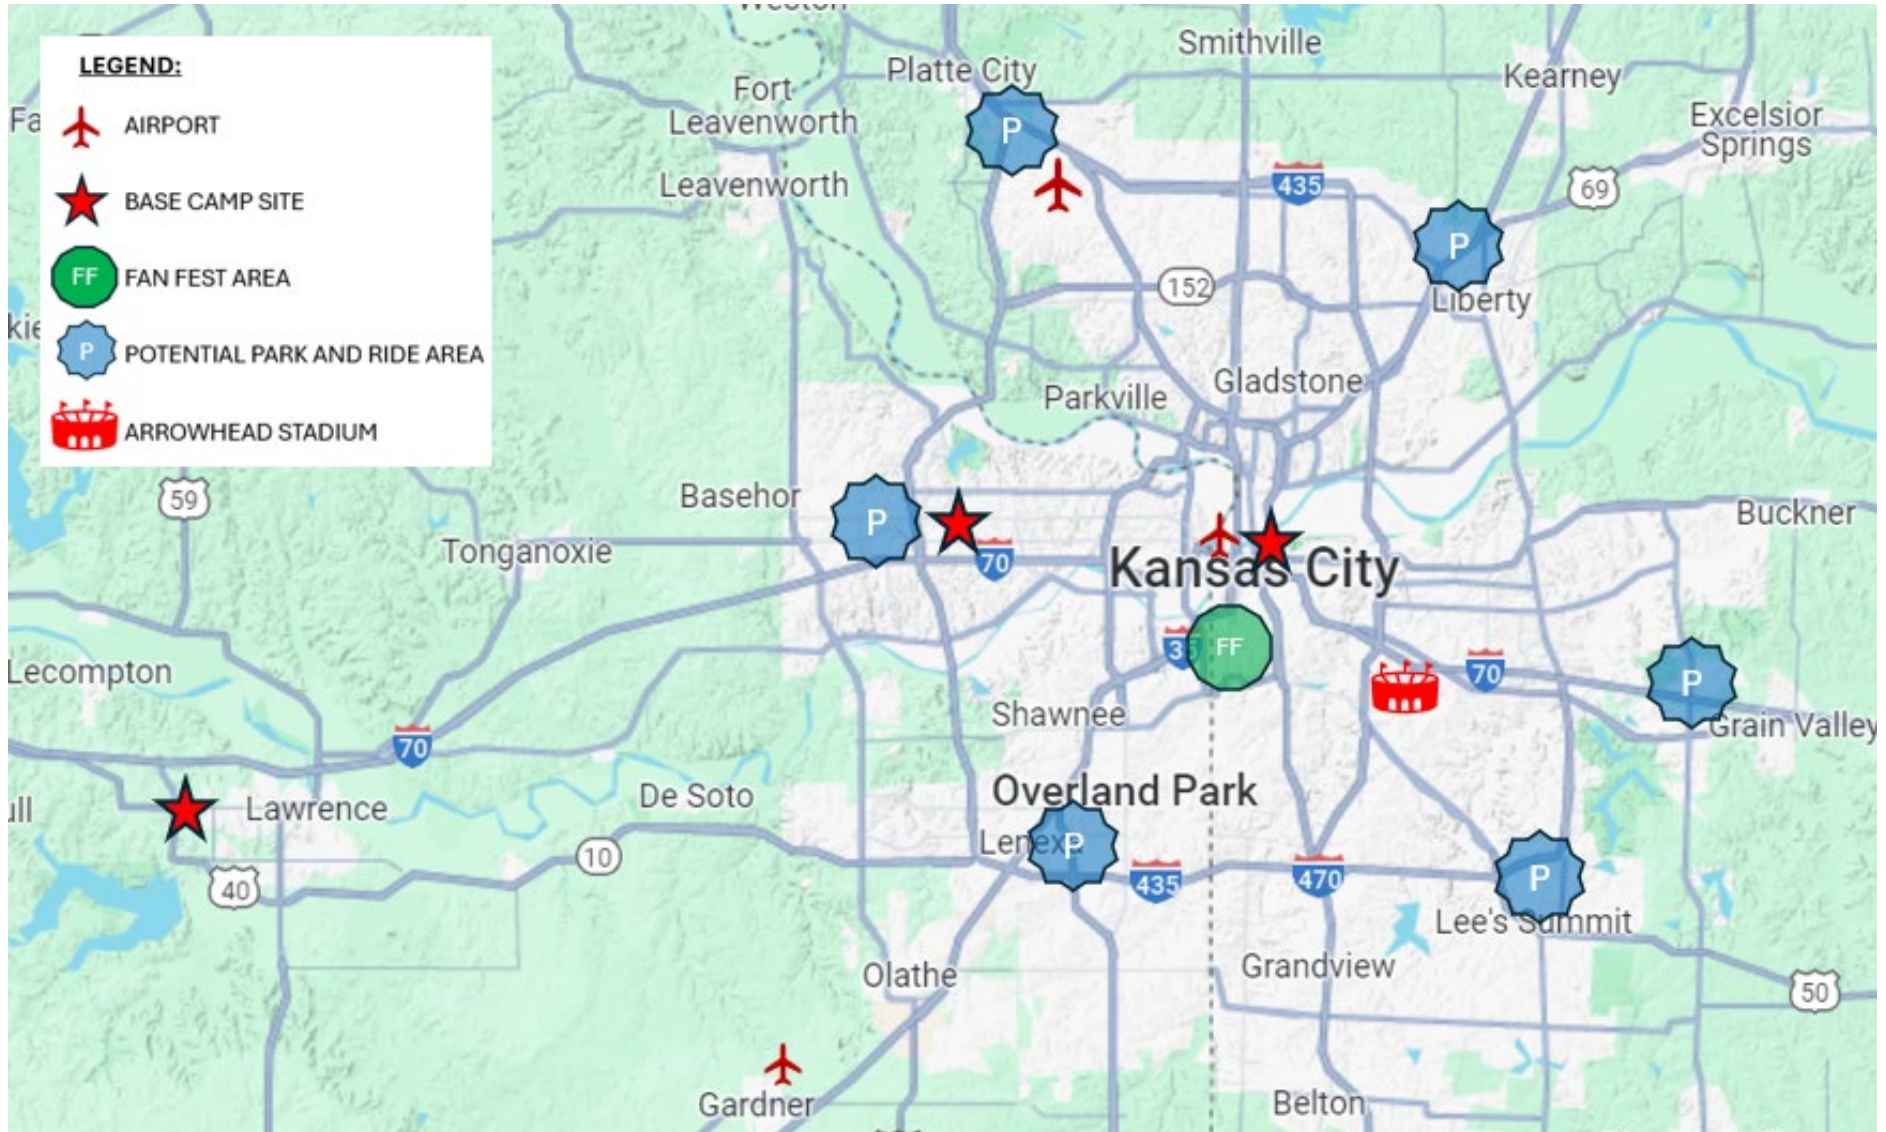 Weston
LEGEND:
AIRPORT
BASE CAMP SITE
FF
FAN FEST AREA
P
POTENTIAL PARK AND RIDE AREA
ARROWHEAD STADIUM
Smithville
Platte City
Kearney
Fort
Leavenworth
Excelsior
Springs
P
Leavenworth
435
69
P
152
Liberty
Gladstone
Parkville
59
Basehor
P
Buckner
Tonganoxie
70
Kansas City
35
FF
Lecompton
70
P
Shawnee
Grain Valley
70
Overland Park
De Soto
Lawrence
Lenexa
P
10
435
470
P
40
Lee's Summit
Olathe
Grandview
50
Gardner
Belton